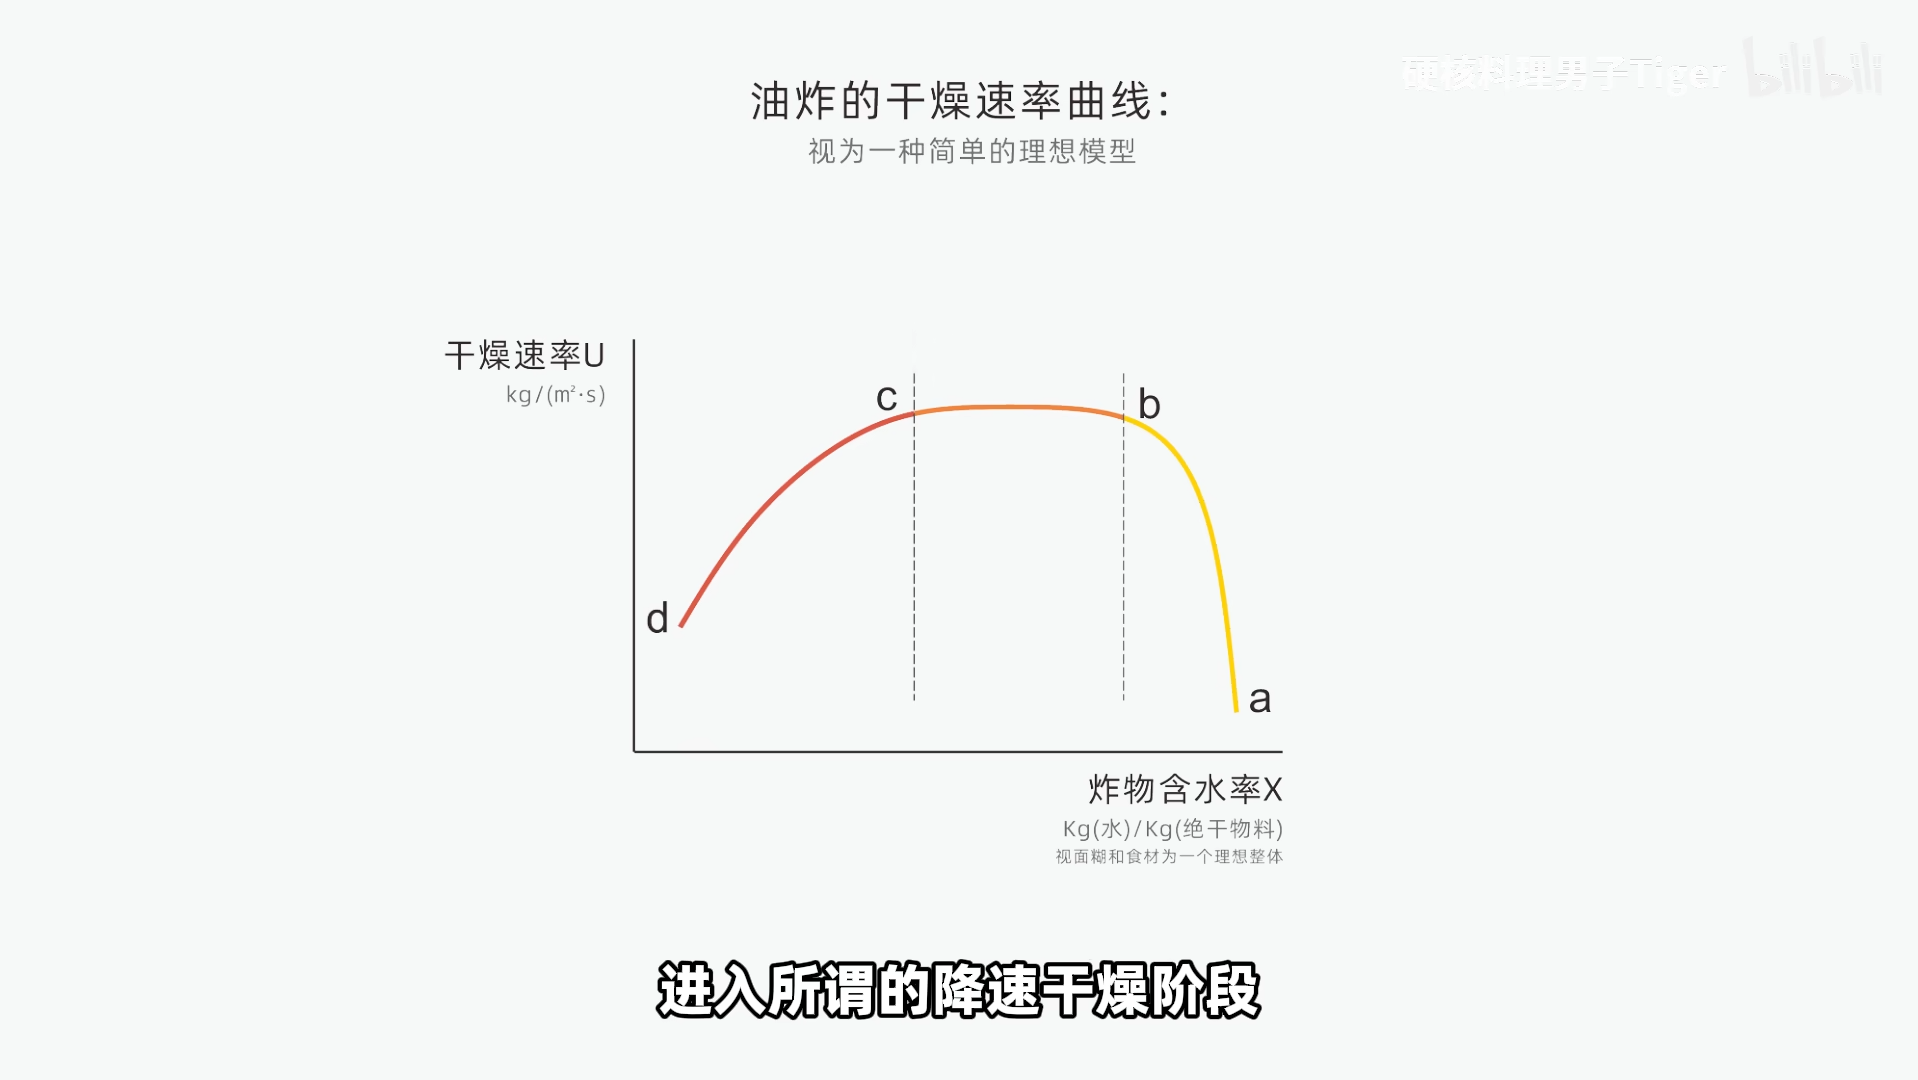 硬核料理男子Tiger bilibili
油炸的干燥速率曲线：
视为一种简单的理想模型
干燥速率U
kg/(m²·s)
c
b
d
a
炸物含水率X
Kg(水)/Kg(绝干物料)
视面糊和食材为一个理想整体
进入所谓的降速干燥阶段